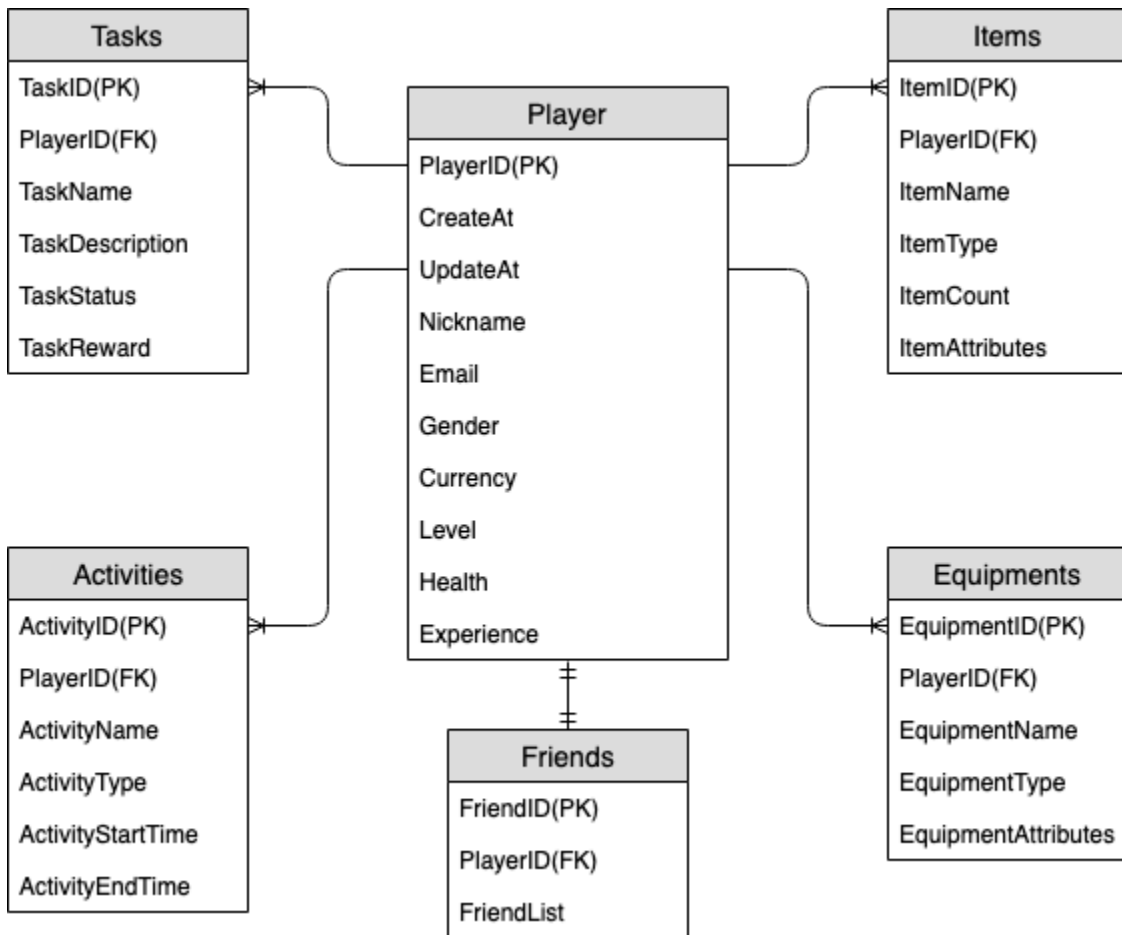 Tasks
TaskID(PK)
PlayerID(FK)
TaskName
TaskDescription
TaskStatus
TaskReward
Player
PlayerID(PK)
CreateAt
UpdateAt
Nickname
Email
Gender
Currency
Level
Health
Experience
Items
ItemID(PK)
PlayerID(FK)
ItemName
ItemType
ItemCount
ItemAttributes
Activities
ActivityID(PK)
PlayerID(FK)
ActivityName
ActivityType
ActivityStartTime
ActivityEndTime
Friends
FriendID(PK)
PlayerID(FK)
FriendList
Equipments
EquipmentID(PK)
PlayerID(FK)
EquipmentName
EquipmentType
EquipmentAttributes